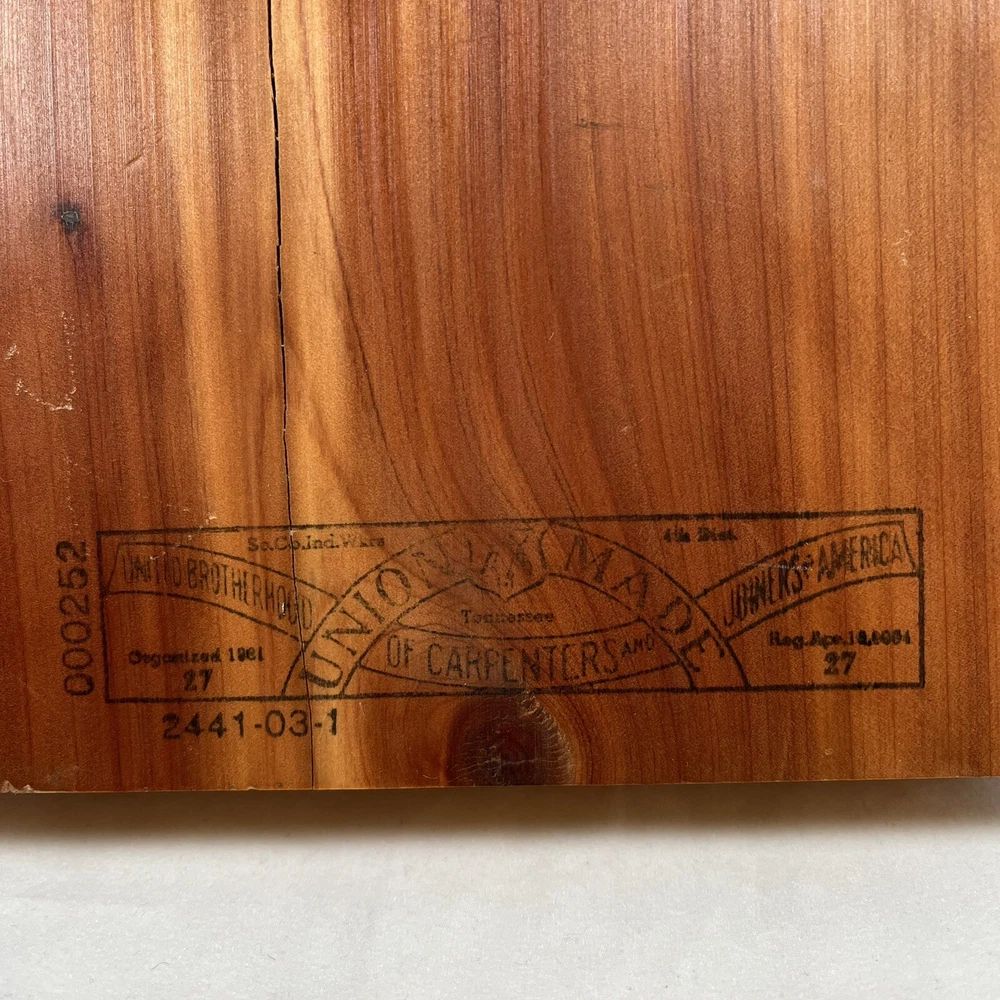 So.Co.Ind.Wkrs
4th Dist.
UNITED BROTHERHOOD
UNION MADE
JOINERS OF AMERICA
Tennessee
OF CARPENTERS AND
Organized 1881
27
27
000252
2441-03-1